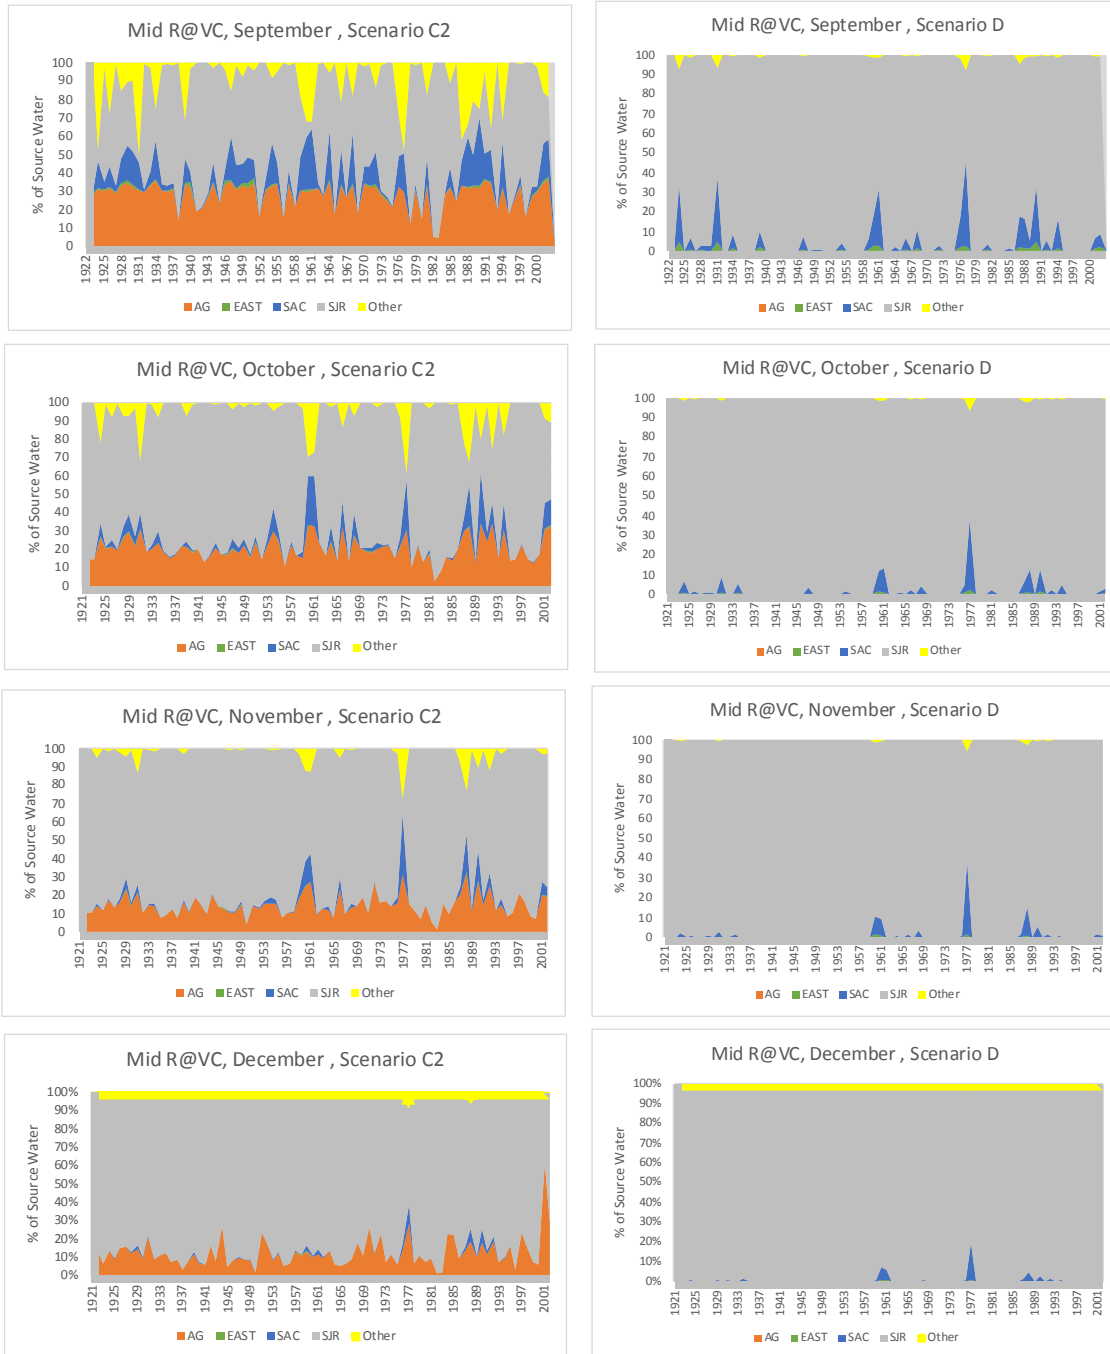 Mid R@VC, September , Scenario C2
% of Source Water
100
90
80
70
60
50
40
30
20
10
0
1922 1925 1928 1931 1934 1937 1940 1943 1946 1949 1952 1955 1958 1961 1964 1967 1970 1973 1976 1979 1982 1985 1988 1991 1994 1997 2000
AG EAST SAC SJR Other
Mid R@VC, September , Scenario D
% of Source Water
100
90
80
70
60
50
40
30
20
10
0
1922 1925 1928 1931 1934 1937 1940 1943 1946 1949 1952 1955 1958 1961 1964 1967 1970 1973 1976 1979 1982 1985 1988 1991 1994 1997 2000
AG EAST SAC SJR Other
Mid R@VC, October , Scenario C2
% of Source Water
100
90
80
70
60
50
40
30
20
10
0
1921 1925 1929 1933 1937 1941 1945 1949 1953 1957 1961 1965 1969 1973 1977 1981 1985 1989 1993 1997 2001
AG EAST SAC SJR Other
Mid R@VC, October , Scenario D
% of Source Water
100
90
80
70
60
50
40
30
20
10
0
1921 1925 1929 1933 1937 1941 1945 1949 1953 1957 1961 1965 1969 1973 1977 1981 1985 1989 1993 1997 2001
AG EAST SAC SJR Other
Mid R@VC, November , Scenario C2
% of Source Water
100
90
80
70
60
50
40
30
20
10
0
1921 1925 1929 1933 1937 1941 1945 1949 1953 1957 1961 1965 1969 1973 1977 1981 1985 1989 1993 1997 2001
AG EAST SAC SJR Other
Mid R@VC, November , Scenario D
% of Source Water
100
90
80
70
60
50
40
30
20
10
0
1921 1925 1929 1933 1937 1941 1945 1949 1953 1957 1961 1965 1969 1973 1977 1981 1985 1989 1993 1997 2001
AG EAST SAC SJR Other
Mid R@VC, December , Scenario C2
% of Source Water
100%
90%
80%
70%
60%
50%
40%
30%
20%
10%
0%
1921 1925 1929 1933 1937 1941 1945 1949 1953 1957 1961 1965 1969 1973 1977 1981 1985 1989 1993 1997 2001
AG EAST SAC SJR Other
Mid R@VC, December , Scenario D
% of Source Water
100%
90%
80%
70%
60%
50%
40%
30%
20%
10%
0%
1921 1925 1929 1933 1937 1941 1945 1949 1953 1957 1961 1965 1969 1973 1977 1981 1985 1989 1993 1997 2001
AG EAST SAC SJR Other